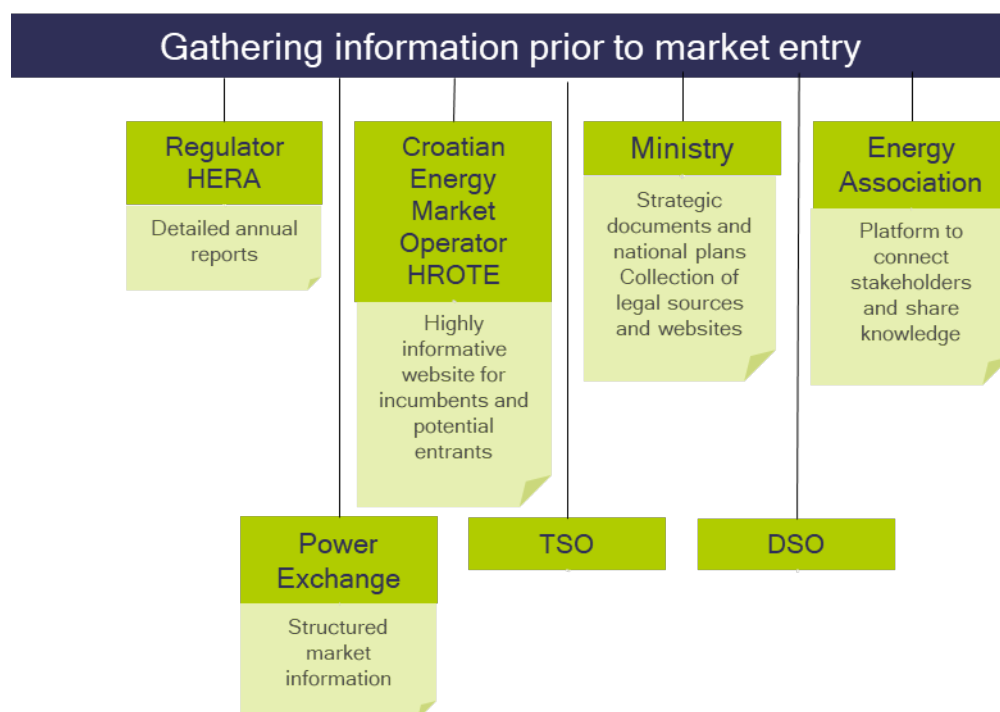 Gathering information prior to market entry
Regulator
HERA
Detailed annual
reports
Croatian
Energy
Market
Operator
HROTE
Highly
informative
website for
incumbents and
potential
entrants
Ministry
Strategic
documents and
national plans
Collection of
legal sources
and websites
Energy
Association
Platform to
connect
stakeholders
and share
knowledge
Power
Exchange
Structured
market
information
TSO
DSO